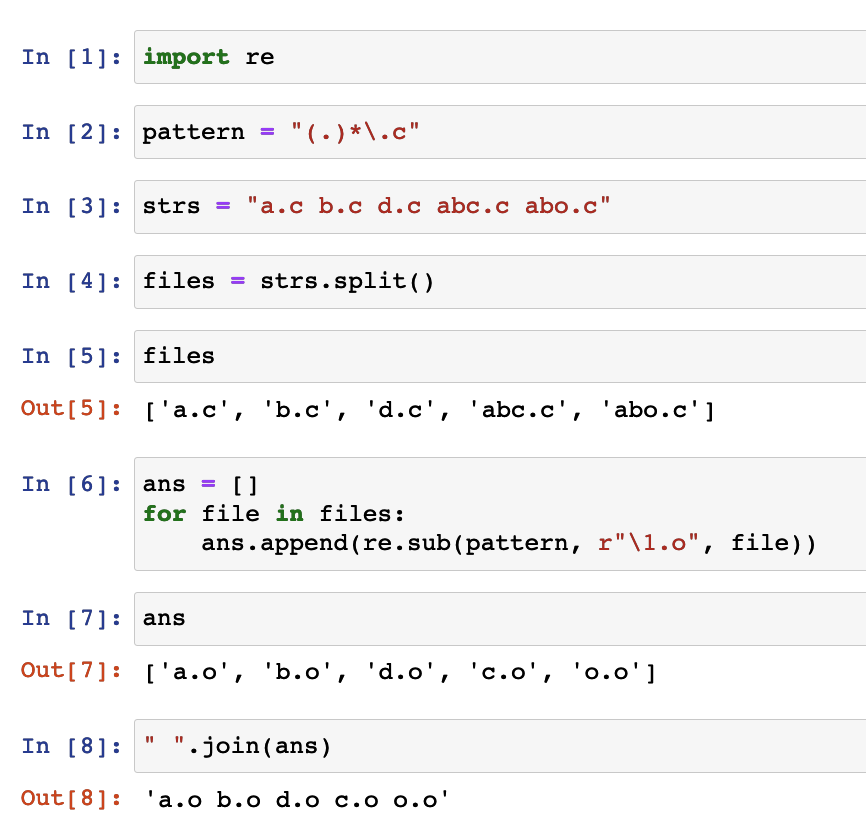 In [1]: import re
In [2]: pattern = "(.)*\.c"
In [3]: strs = "a.c b.c d.c abc.c abo.c"
In [4]: files = strs.split()
In [5]: files
Out[5]: ['a.c', 'b.c', 'd.c', 'abc.c', 'abo.c']
In [6]: ans = []
for file in files:
    ans.append(re.sub(pattern, r"\1.o", file))
In [7]: ans
Out[7]: ['a.o', 'b.o', 'd.o', 'c.o', 'o.o']
In [8]: " ".join(ans)
Out[8]: 'a.o b.o d.o c.o o.o'